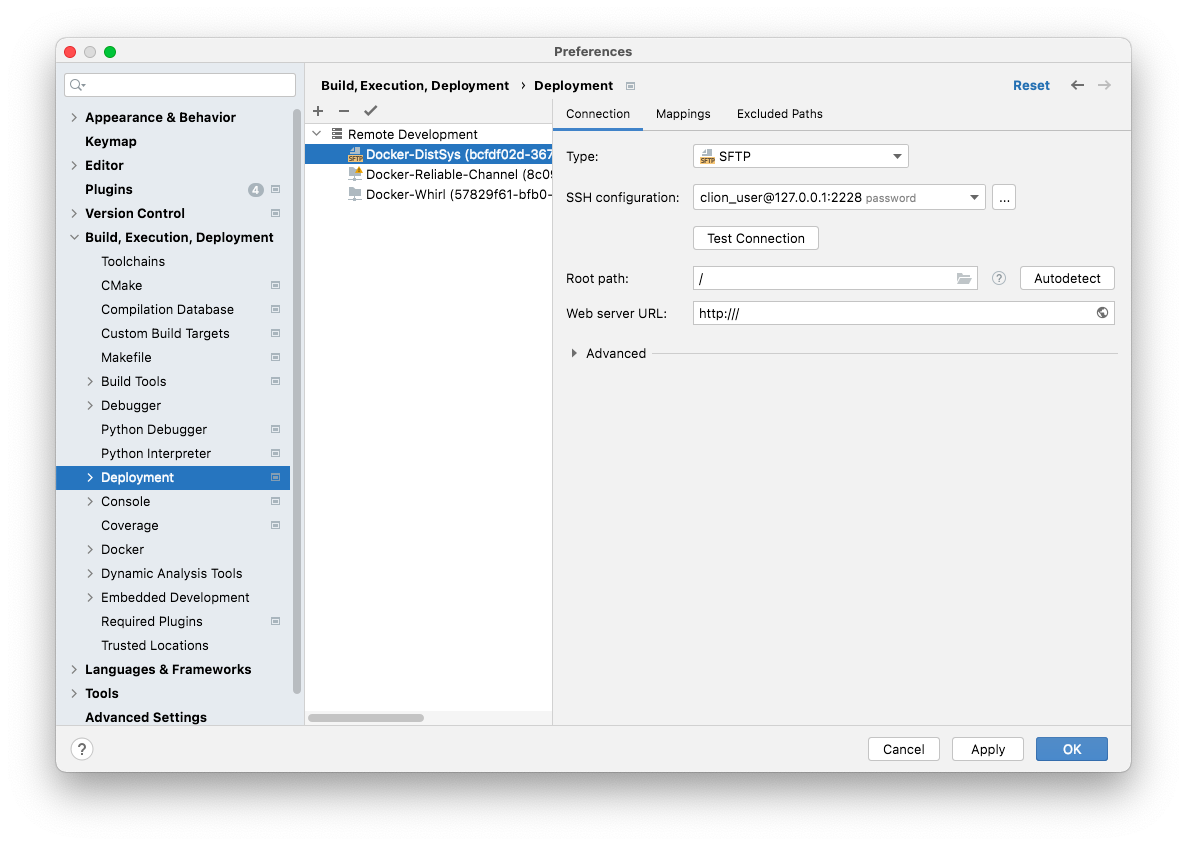 Preferences
Appearance & Behavior
Keymap
Editor
Plugins 4
Version Control
Build, Execution, Deployment
Toolchains
CMake
Compilation Database
Custom Build Targets
Makefile
Build Tools
Debugger
Python Debugger
Python Interpreter
Deployment
Console
Coverage
Docker
Dynamic Analysis Tools
Embedded Development
Required Plugins
Trusted Locations
Languages & Frameworks
Tools
Advanced Settings
Build, Execution, Deployment › Deployment
Reset
Remote Development
SFTP Docker-DistSys (bcfdf02d-367
Docker-Reliable-Channel (8c09
Docker-Whirl (57829f61-bfb0-
Connection Mappings Excluded Paths
Type: SFTP SFTP
SSH configuration: clion_user@127.0.0.1:2228 password ...
Test Connection
Root path: / ? Autodetect
Web server URL: http:///
Advanced
? Cancel Apply OK